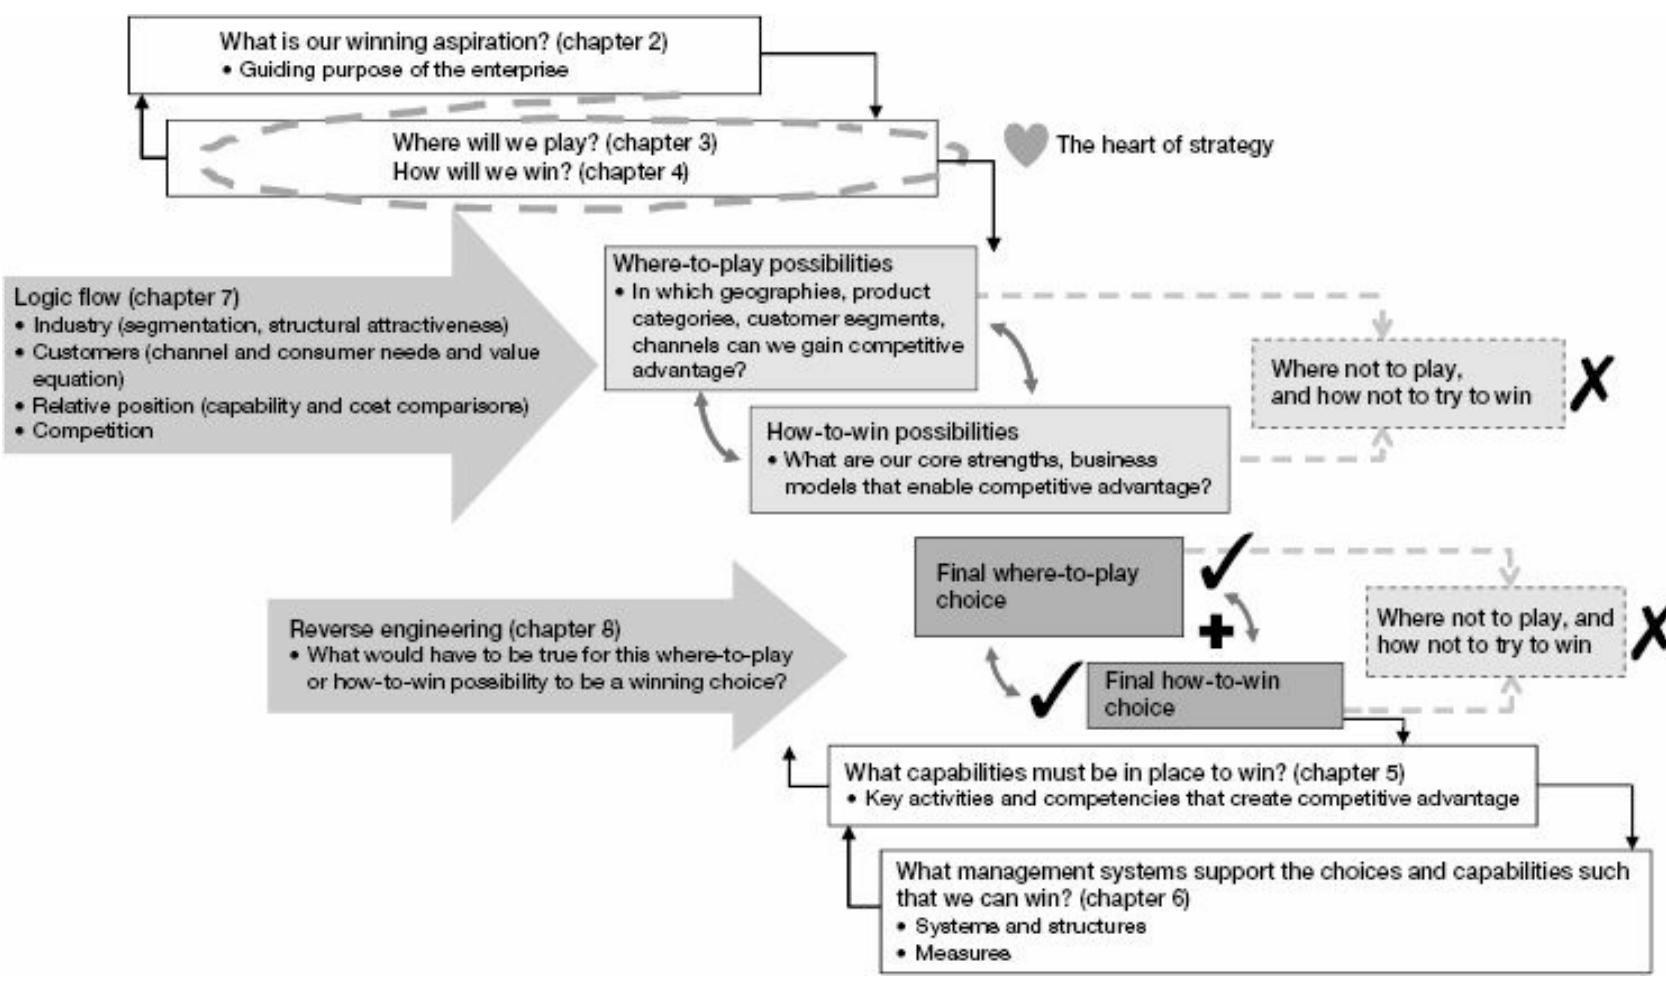 What is our winning aspiration? (chapter 2)
• Guiding purpose of the enterprise
Where will we play? (chapter 3)
How will we win? (chapter 4)
The heart of strategy
Logic flow (chapter 7)
• Industry (segmentation, structural attractiveness)
• Customers (channel and consumer needs and value
equation)
• Relative position (capability and cost comparisons)
• Competition
Where-to-play possibilities
• In which geographies, product
categories, customer segments,
channels can we gain competitive
advantage?
How-to-win possibilities
• What are our core strengths, business
models that enable competitive advantage?
Where not to play,
and how not to try to win
Reverse engineering (chapter 8)
• What would have to be true for this where-to-play
or how-to-win possibility to be a winning choice?
Final where-to-play
choice
Final how-to-win
choice
Where not to play, and
how not to try to win
What capabilities must be in place to win? (chapter 5)
• Key activities and competencies that create competitive advantage
What management systems support the choices and capabilities such
that we can win? (chapter 6)
• Systems and structures
• Measures